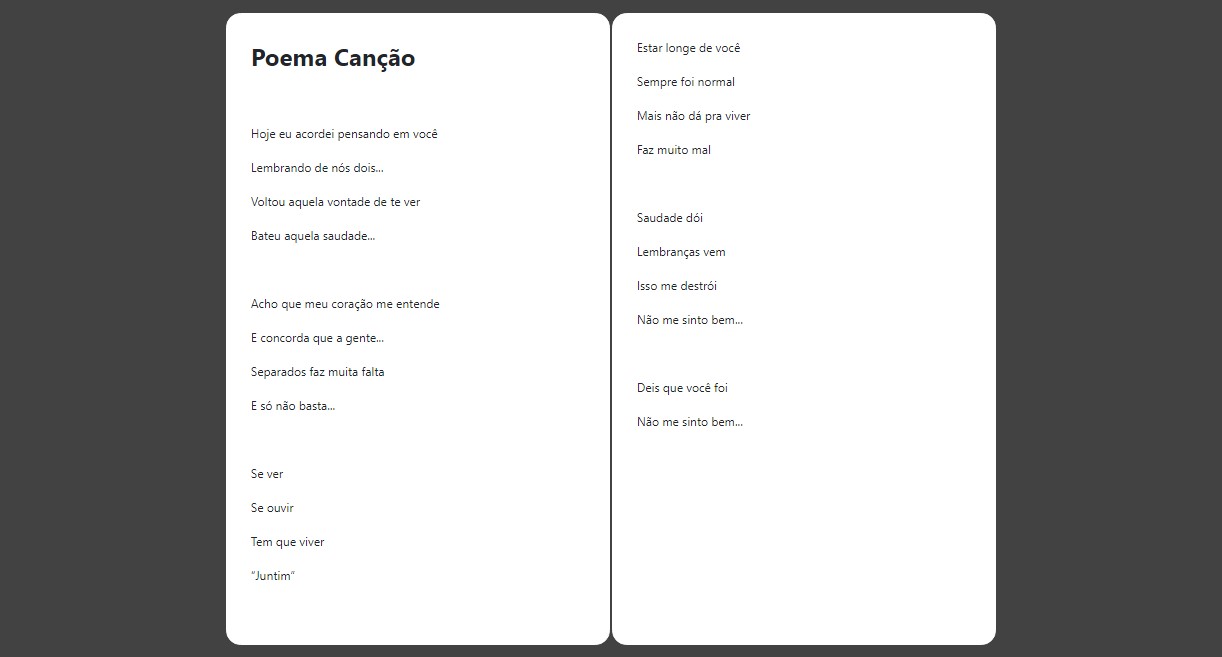 Poema Canção
Hoje eu acordei pensando em você
Lembrando de nós dois...
Voltou aquela vontade de te ver
Bateu aquela saudade...
Acho que meu coração me entende
E concorda que a gente...
Separados faz muita falta
E só não basta...
Se ver
Se ouvir
Tem que viver
“Juntim”
Estar longe de você
Sempre foi normal
Mais não dá pra viver
Faz muito mal
Saudade dói
Lembranças vem
Isso me destrói
Não me sinto bem...
Deis que você foi
Não me sinto bem...